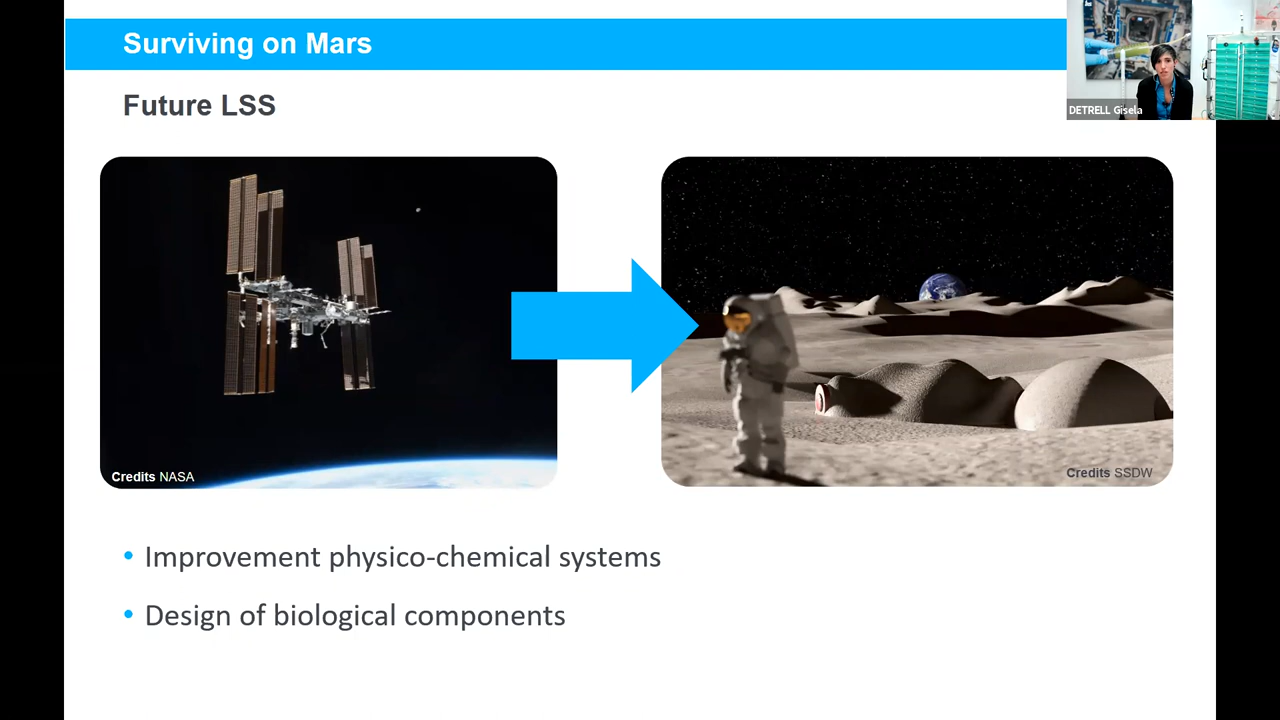 Surviving on Mars
DETRELL Gisela
Future LSS
Credits NASA
Credits SSDW
• Improvement physico-chemical systems
• Design of biological components